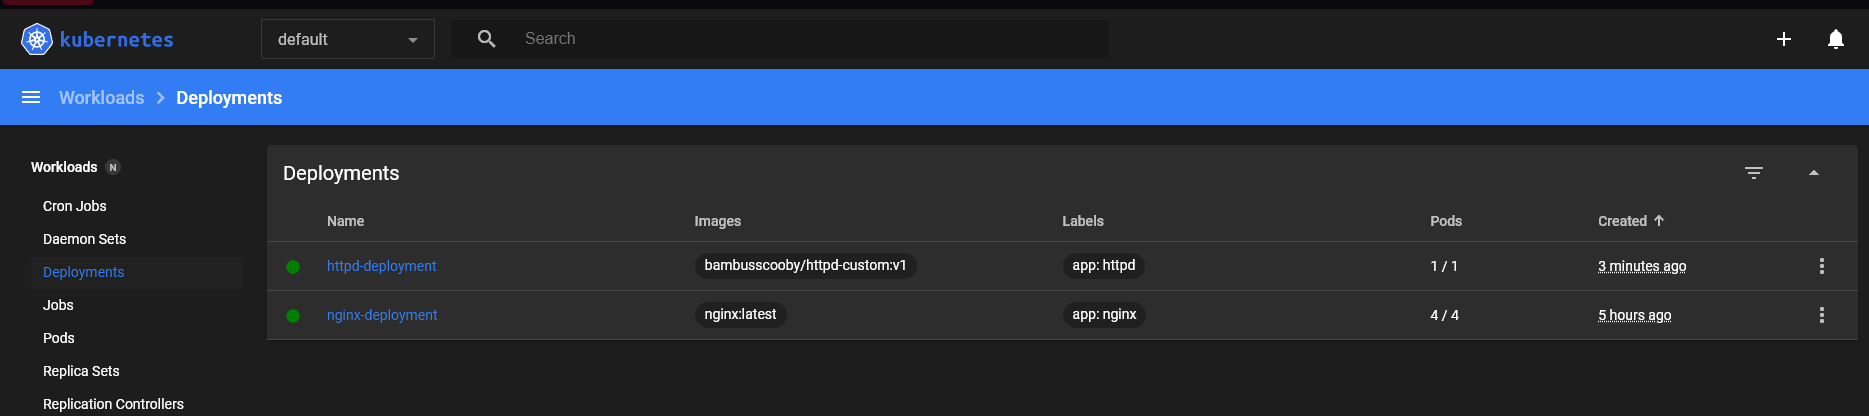 kubernetes default Search
Workloads Deployments
Workloads N
Cron Jobs
Daemon Sets
Deployments
Jobs
Pods
Replica Sets
Replication Controllers
Deployments
Name Images Labels Pods Created
httpd-deployment bambusscooby/httpd-custom:v1 app: httpd 1 / 1 3 minutes ago
nginx-deployment nginx:latest app: nginx 4 / 4 5 hours ago